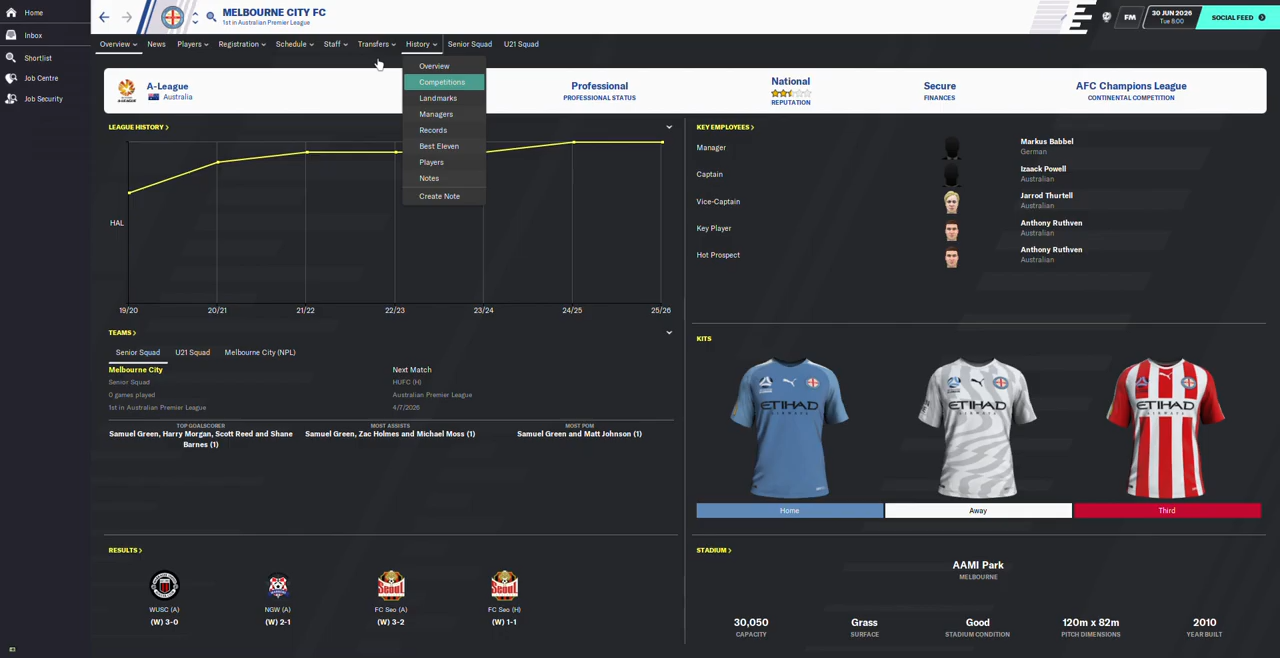 Home
Inbox
Shortlist
Job Centre
Job Security
MELBOURNE CITY FC
1st in Australian Premier League
FM
30 JUN 2026
Tue 8:00
SOCIAL FEED
Overview
News
Players
Registration
Schedule
Staff
Transfers
History
Senior Squad
U21 Squad
Overview
Competitions
Landmarks
Managers
Records
Best Eleven
Players
Notes
Create Note
A-League
Australia
Professional
PROFESSIONAL STATUS
National
REPUTATION
Secure
FINANCES
AFC Champions League
CONTINENTAL COMPETITION
LEAGUE HISTORY >
HAL
19/20 20/21 21/22 22/23 23/24 24/25 25/26
KEY EMPLOYEES >
Manager
Markus Babbel
German
Captain
Izaack Powell
Australian
Vice-Captain
Jarrod Thurtell
Australian
Key Player
Anthony Ruthven
Australian
Hot Prospect
Anthony Ruthven
Australian
TEAMS >
Senior Squad U21 Squad Melbourne City (NPL)
Melbourne City
Senior Squad
0 games played
1st in Australian Premier League
Next Match
HUFC (H)
Australian Premier League
4/7/2026
TOP GOALSCORER
Samuel Green, Harry Morgan, Scott Reed and Shane
Barnes (1)
MOST ASSISTS
Samuel Green, Zac Holmes and Michael Moss (1)
MOST POM
Samuel Green and Matt Johnson (1)
KITS
ETIHAD
AIRWAYS
ETIHAD
AIRWAYS
ETIHAD
AIRWAYS
Home
Away
Third
RESULTS >
WUSC (A)
(W) 3-0
NGW (A)
(W) 2-1
SEOUL
FC Seo (A)
(W) 3-2
SEOUL
FC Seo (H)
(W) 1-1
STADIUM >
AAMI Park
MELBOURNE
30,050
CAPACITY
Grass
SURFACE
Good
STADIUM CONDITION
120m x 82m
PITCH DIMENSIONS
2010
YEAR BUILT